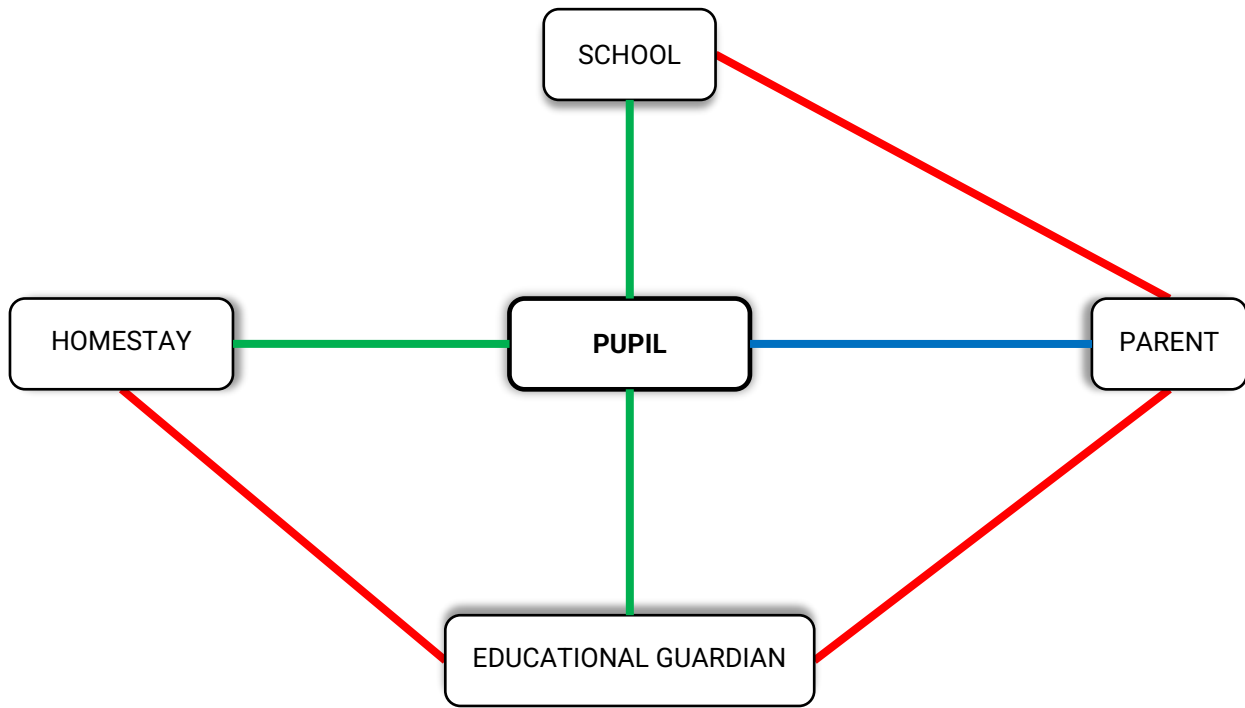 SCHOOL
HOMESTAY
PUPIL
PARENT
EDUCATIONAL GUARDIAN